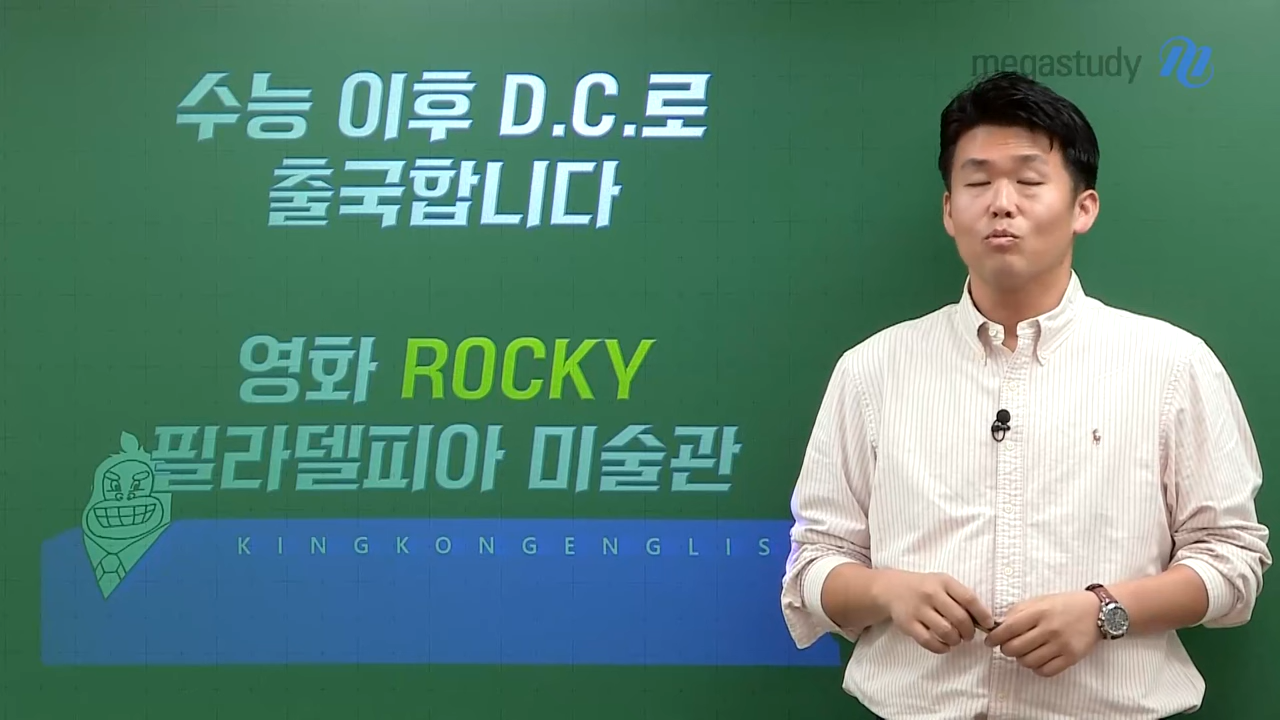 megastudy
수능 이후 D.C.로
출국합니다
영화 ROCKY
필라델피아 미술관
KINGKONGENGLIS